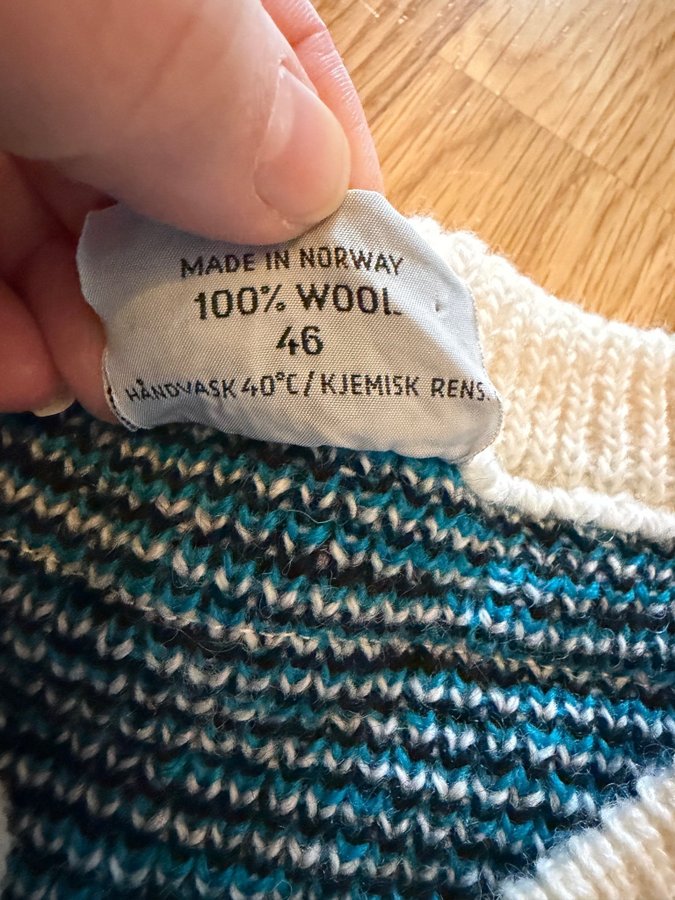 MADE IN NORWAY
100% WOOL
46
HÅNDVASK 40°C/KJEMISK RENS.